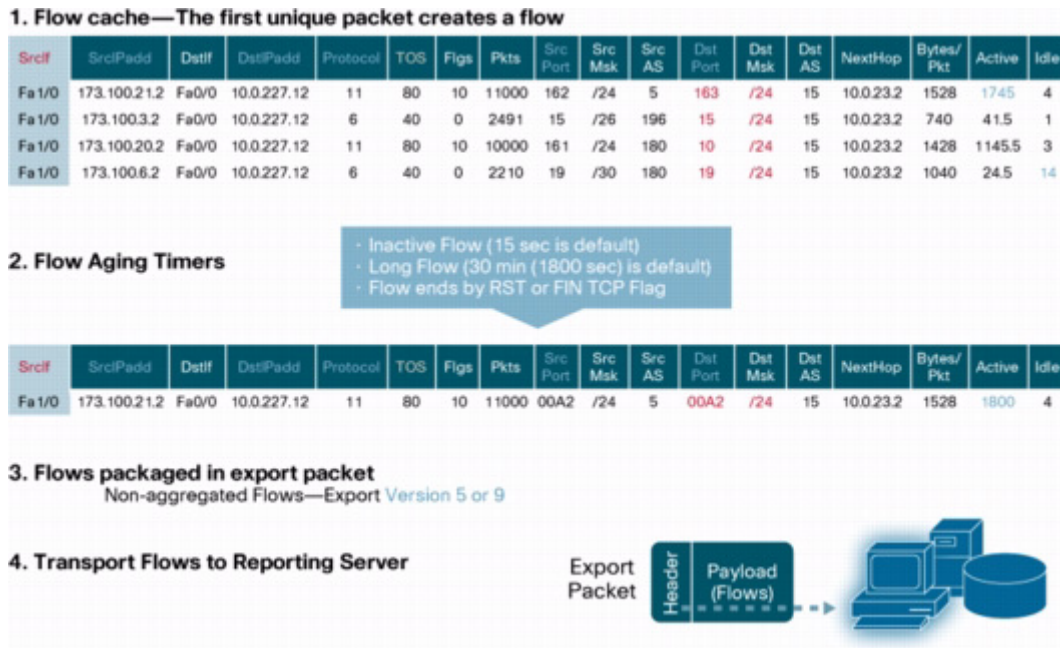 1. Flow cache—The first unique packet creates a flow
SrcIf SrcIPadd DstIf DstIPadd Protocol TOS Flgs Pkts Src Port Src Msk Src AS Dst Port Dst Msk Dst AS NextHop Bytes/ Pkt Active Idle
Fa1/0 173.100.21.2 Fa0/0 10.0.227.12 11 80 10 11000 162 /24 5 163 /24 15 10.0.23.2 1528 1745 4
Fa1/0 173.100.3.2 Fa0/0 10.0.227.12 6 40 0 2491 15 /26 196 15 /24 15 10.0.23.2 740 41.5 1
Fa1/0 173.100.20.2 Fa0/0 10.0.227.12 11 80 10 10000 161 /24 180 10 /24 15 10.0.23.2 1428 1145.5 3
Fa1/0 173.100.6.2 Fa0/0 10.0.227.12 6 40 0 2210 19 /30 180 19 /24 15 10.0.23.2 1040 24.5 14
2. Flow Aging Timers
· Inactive Flow (15 sec is default)
· Long Flow (30 min (1800 sec) is default)
· Flow ends by RST or FIN TCP Flag
SrcIf SrcIPadd DstIf DstIPadd Protocol TOS Flgs Pkts Src Port Src Msk Src AS Dst Port Dst Msk Dst AS NextHop Bytes/ Pkt Active Idle
Fa1/0 173.100.21.2 Fa0/0 10.0.227.12 11 80 10 11000 00A2 /24 5 00A2 /24 15 10.0.23.2 1528 1800 4
3. Flows packaged in export packet
Non-aggregated Flows—Export Version 5 or 9
4. Transport Flows to Reporting Server
Export
Packet
Header
Payload
(Flows)